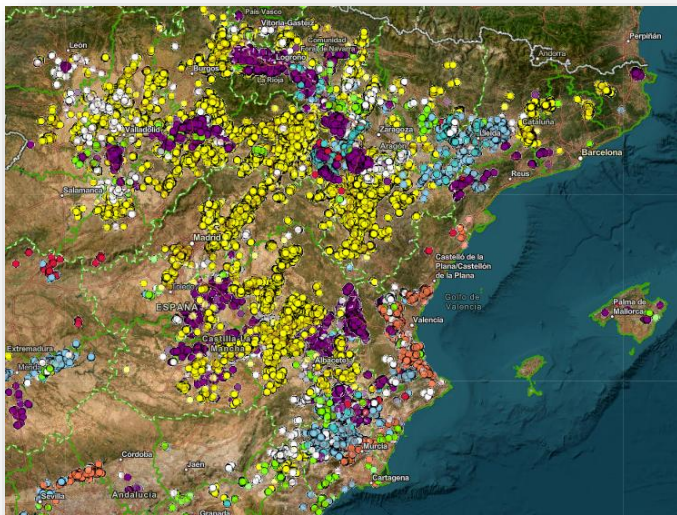 País Vasco
Vitoria-Gasteiz
León
Comunidad
Foral de Navarra
Logroño
Andorra
Perpiñán
Burgos
La Rioja
Valladolid
Zaragoza
Aragón
Lleida
Cataluña
Barcelona
Reus
Salamanca
Madrid
Castelló de la
Plana/Castellón
de la Plana
Toledo
ESPAÑA
Golfo de
Valencia
Valencia
Palma de
Mallorca
Castilla La
Mancha
Albacete
Extremadura
Mérida
Córdoba
Jaén
Murcia
Cartagena
Sevilla
Andalucía
Granada